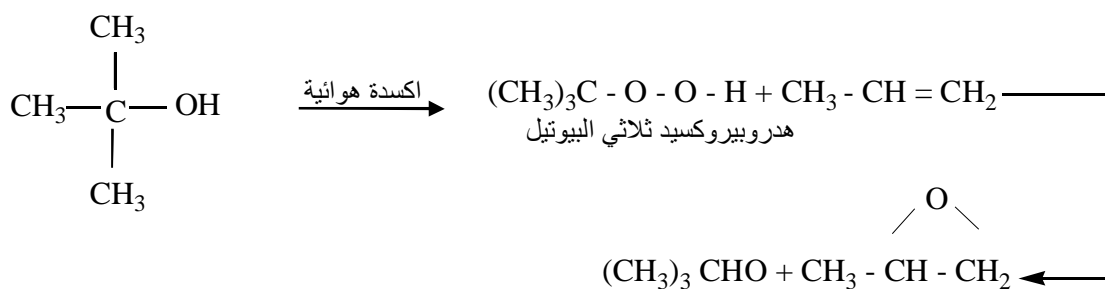 CH3
CH3 C OH
CH3
اكسدة هوائية
(CH3)3C - O - O - H + CH3 - CH = CH2
هدروبيروكسيد ثلاثي البيوتيل
O
(CH3)3 CHO + CH3 - CH - CH2